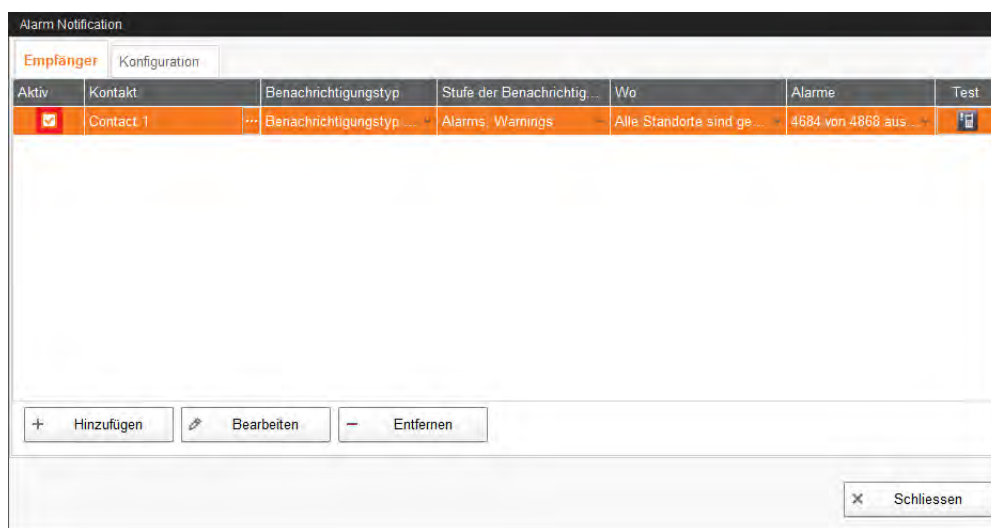 Alarm Notification
Empfänger Konfiguration
Aktiv Kontakt Benachrichtigungstyp Stufe der Benachrichtig... Wo Alarme Test
Contact 1 ... Benachrichtigungstyp ... Alarms, Warnings Alle Standorte sind ge... 4684 von 4868 aus...
+ Hinzufügen Bearbeiten − Entfernen
× Schliessen